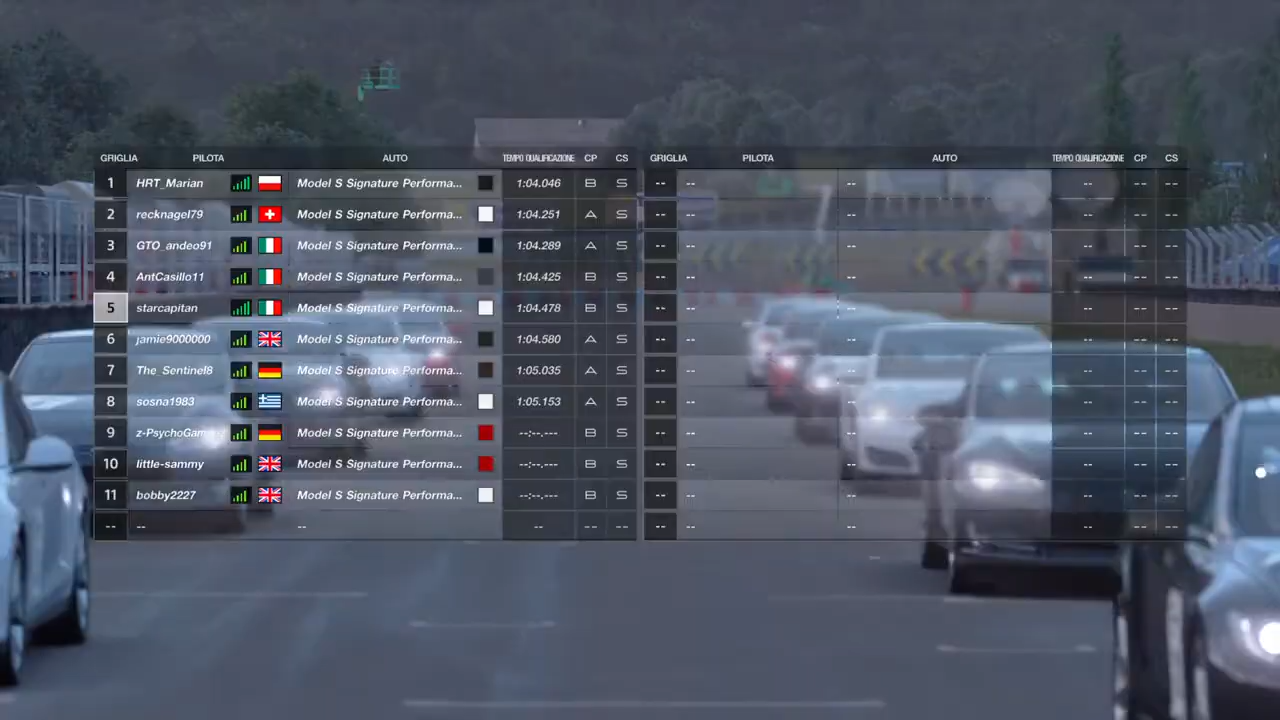 GRIGLIA PILOTA AUTO TEMPO QUALIFICAZIONE CP CS GRIGLIA PILOTA AUTO TEMPO QUALIFICAZIONE CP CS
1 HRT_Marian Model S Signature Performa... 1:04.046 B S -- -- -- -- -- --
2 recknagel79 Model S Signature Performa... 1:04.251 A S -- -- -- -- -- --
3 GTO_andeo91 Model S Signature Performa... 1:04.289 A S -- -- -- -- -- --
4 AntCasillo11 Model S Signature Performa... 1:04.425 B S -- -- -- -- -- --
5 starcapitan Model S Signature Performa... 1:04.478 B S -- -- -- -- -- --
6 jamie9000000 Model S Signature Performa... 1:04.580 B S -- -- -- -- -- --
7 The_Sentinel8 Model S Signature Performa... 1:05.035 A S -- -- -- -- -- --
8 sosna1983 Model S Signature Performa... 1:05.153 A S -- -- -- -- -- --
9 Model S Signature Performa... --:--.--- B S -- -- -- -- -- --
10 little-sammy Model S Signature Performa... --:--.--- B S -- -- -- -- -- --
11 bobby2227 Model S Signature Performa... --:--.--- B S -- -- -- -- -- --
-- -- -- -- -- -- -- -- -- -- -- --